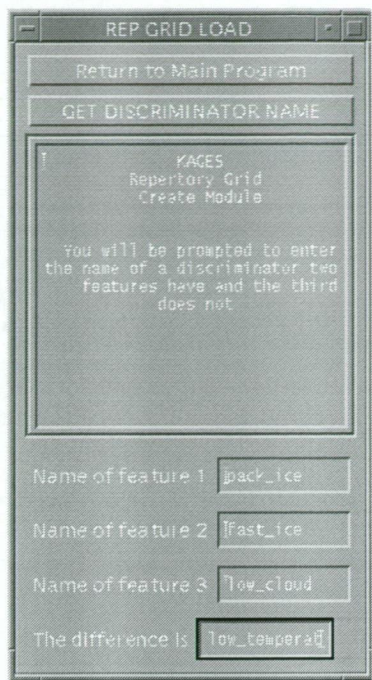 REP GRID LOAD
Return to Main Program
GET DISCRIMINATOR NAME
KAGES
Repertory Grid
Create Module
You will be prompted to enter
the name of a discriminator two
features have and the third
does not
Name of feature 1 pack_ice
Name of feature 2 fast_ice
Name of feature 3 low_cloud
The difference is low_temperat